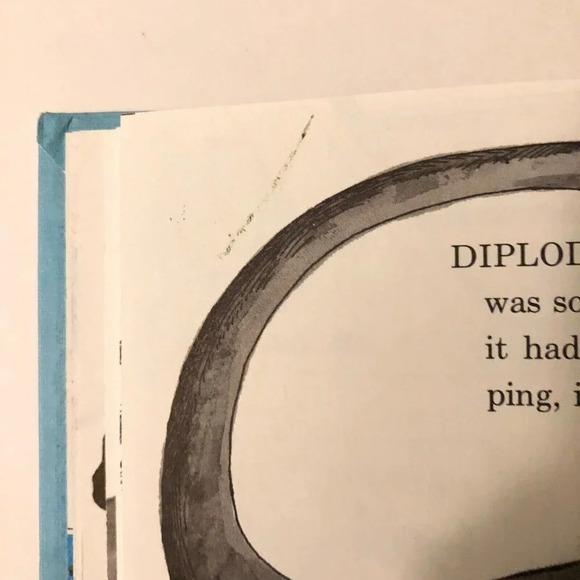 DIPLOD
was so
it had
ping, i